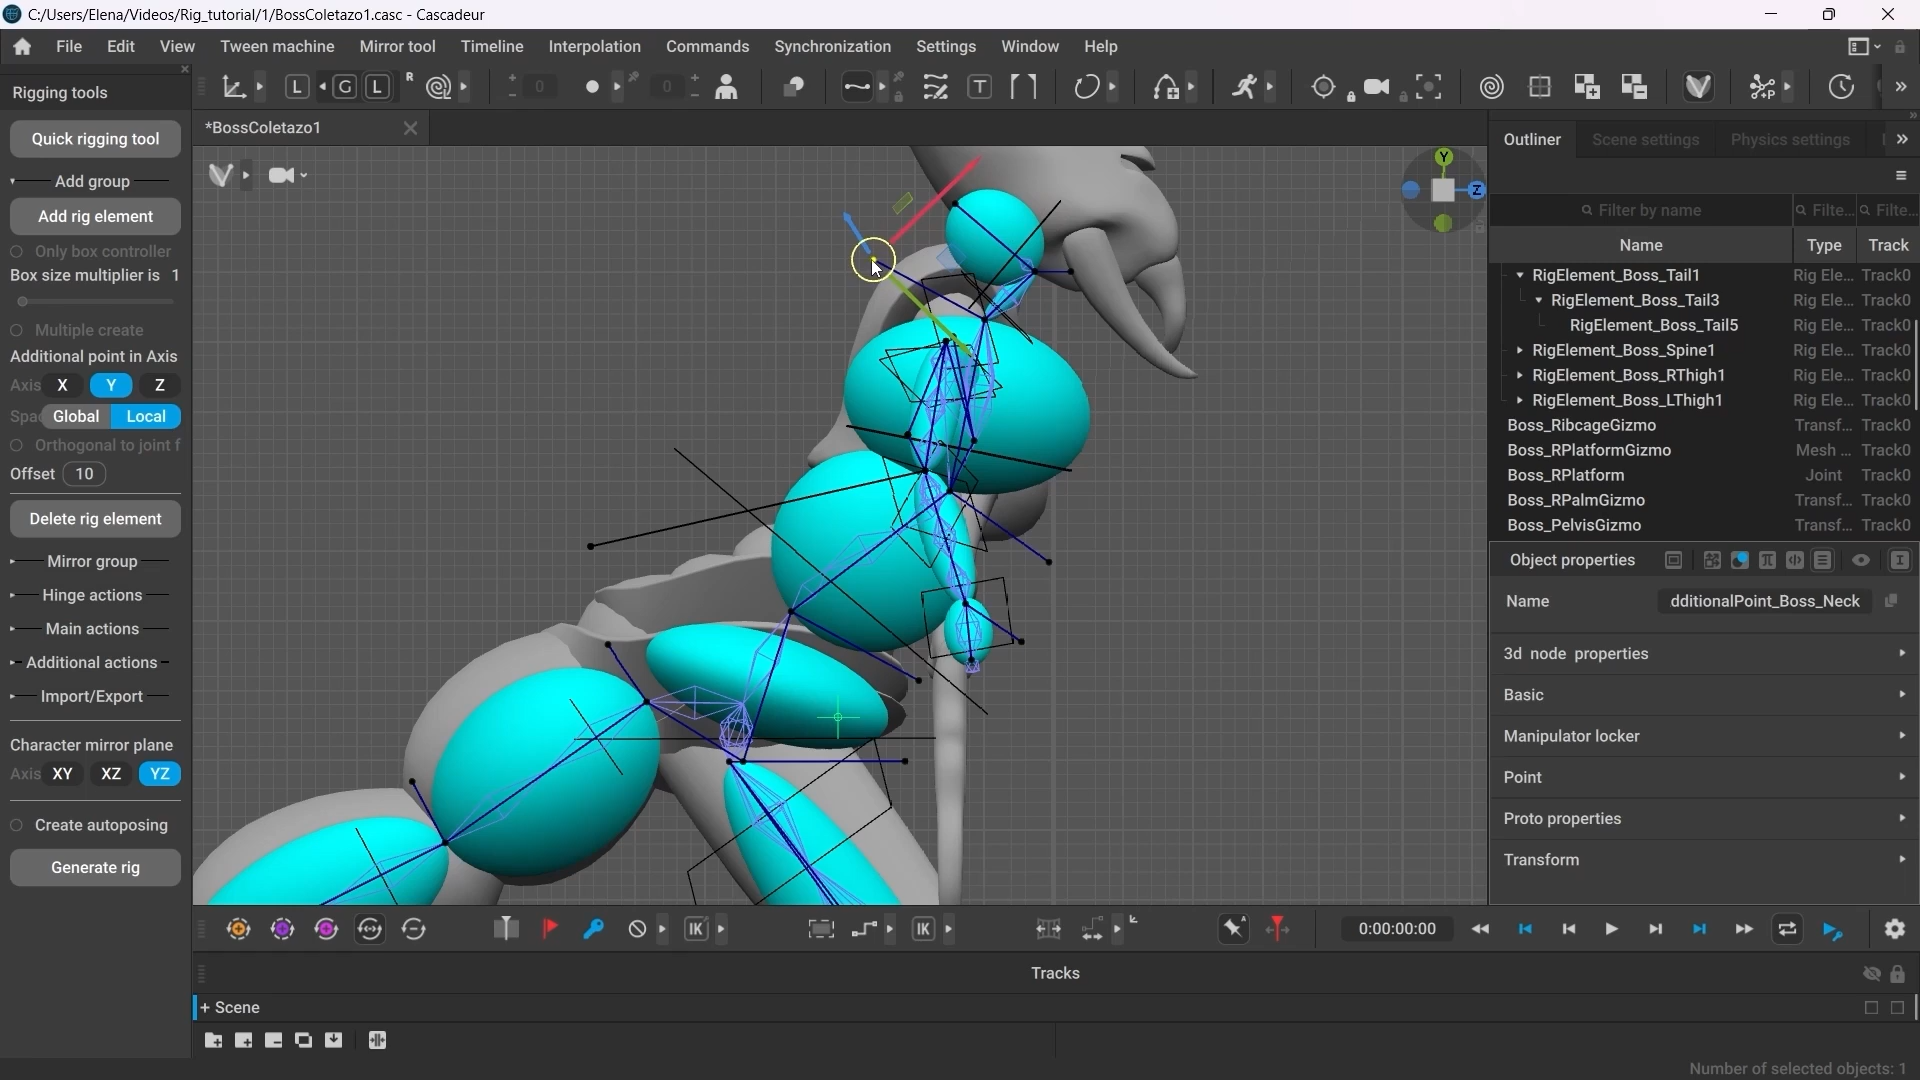 C:/Users/Elena/Videos/Rig_tutorial/1/BossColetazo1.casc - Cascadeur
File Edit View Tween machine Mirror tool Timeline Interpolation Commands Synchronization Settings Window Help
L G L R 0 0 T P
Rigging tools
Quick rigging tool
Add group
Add rig element
Only box controller
Box size multiplier is 1
Multiple create
Additional point in Axis
Axis X Y Z
Spa Global Local
Orthogonal to joint f
Offset 10
Delete rig element
Mirror group
Hinge actions
Main actions
Additional actions
Import/Export
Character mirror plane
Axis XY XZ YZ
Create autoposing
Generate rig
*BossColetazo1
Y
Z
Outliner Scene settings Physics settings
Filter by name Filte... Filte...
Name Type Track
RigElement_Boss_Tail1 Rig Ele... Track0
RigElement_Boss_Tail3 Rig Ele... Track0
RigElement_Boss_Tail5 Rig Ele... Track0
RigElement_Boss_Spine1 Rig Ele... Track0
RigElement_Boss_RThigh1 Rig Ele... Track0
RigElement_Boss_LThigh1 Rig Ele... Track0
Boss_RibcageGizmo Transf... Track0
Boss_RPlatformGizmo Mesh ... Track0
Boss_RPlatform Joint Track0
Boss_RPalmGizmo Transf... Track0
Boss_PelvisGizmo Transf... Track0
Object properties
Name dditionalPoint_Boss_Neck
3d node properties
Basic
Manipulator locker
Point
Proto properties
Transform
IK IK A 0:00:00:00
Tracks
+ Scene
Number of selected objects: 1